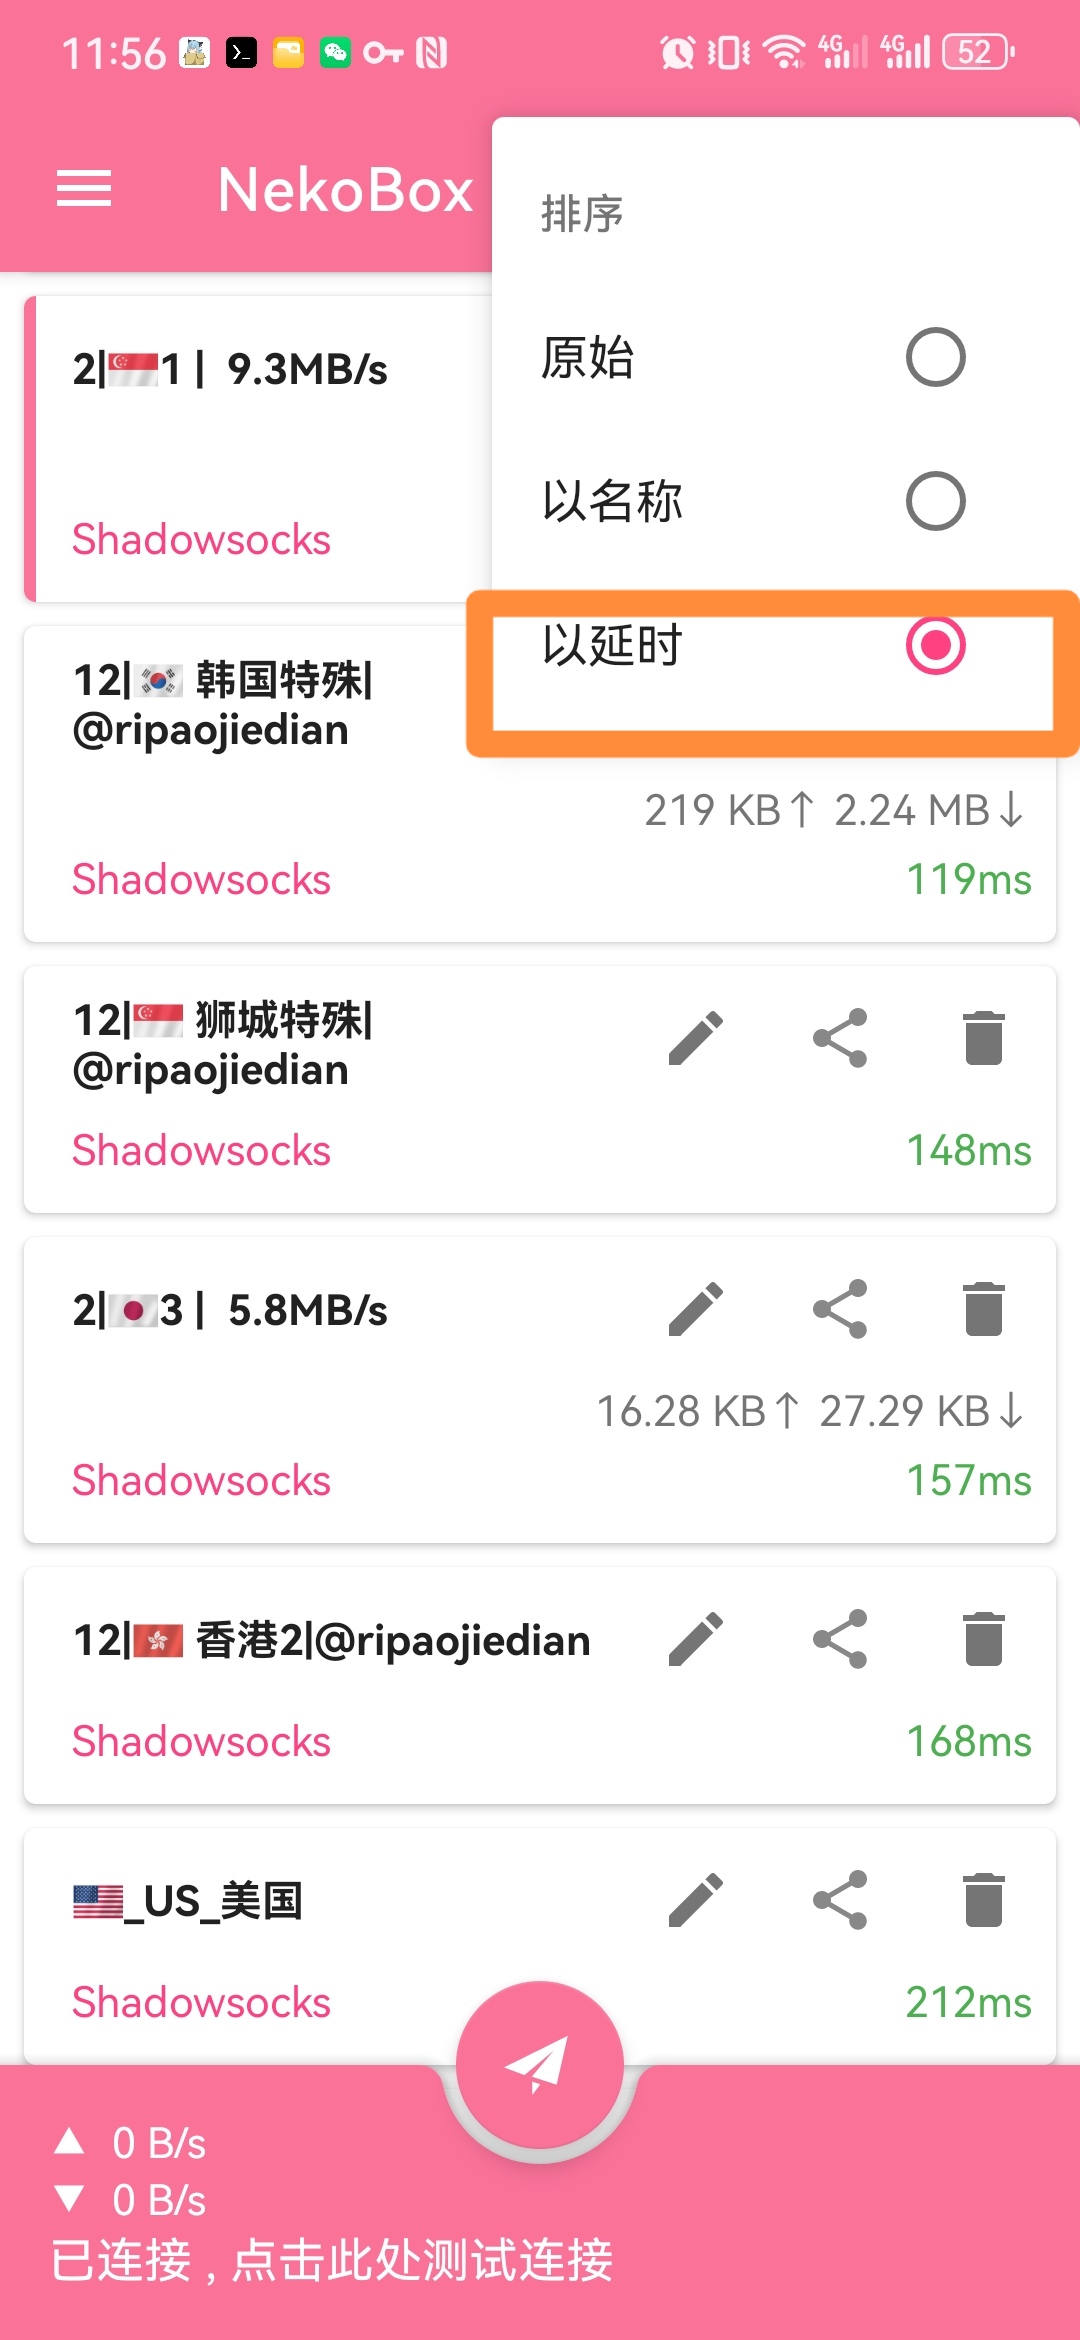 11:56
4G 4G 52
NekoBox
排序
原始
以名称
以延时
2|🇸🇬1 | 9.3MB/s
Shadowsocks
12|🇰🇷 韩国特殊|
@ripaojiedian
219 KB↑ 2.24 MB↓
Shadowsocks 119ms
12|🇸🇬 狮城特殊|
@ripaojiedian
Shadowsocks 148ms
2|🇯🇵3 | 5.8MB/s
16.28 KB↑ 27.29 KB↓
Shadowsocks 157ms
12|🇭🇰 香港2|@ripaojiedian
Shadowsocks 168ms
🇺🇸_US_美国
Shadowsocks 212ms
▲ 0 B/s
▼ 0 B/s
已连接，点击此处测试连接